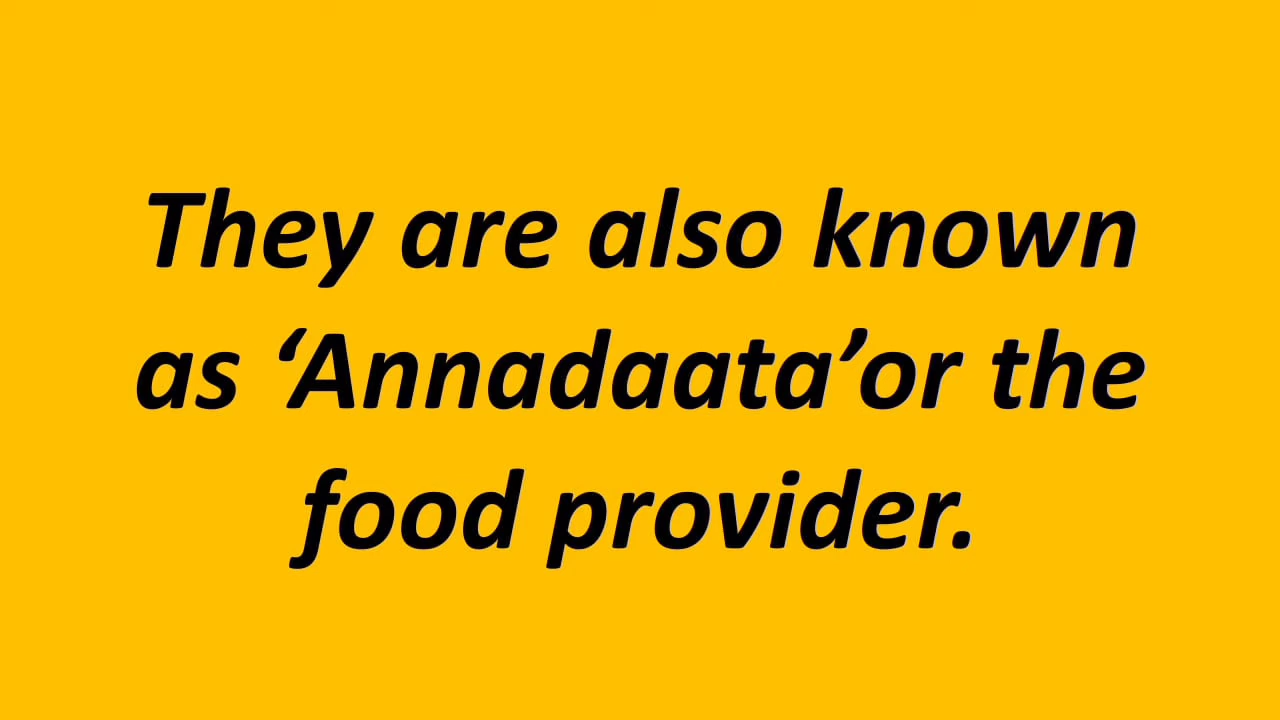 They are also known
as ‘Annadaata’or the
food provider.